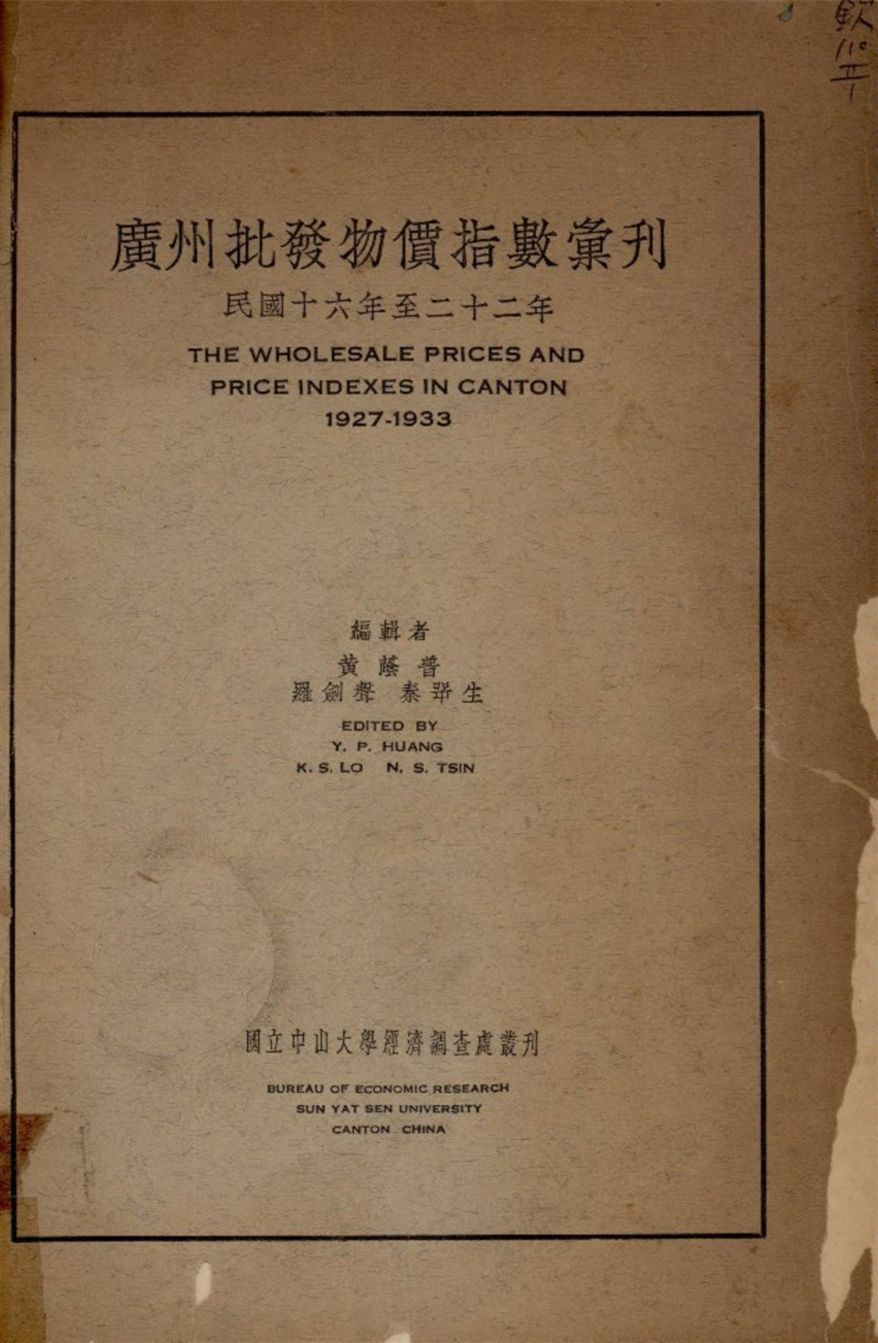 廣州批發物價指數彙刊
民國十六年至二十二年
THE WHOLESALE PRICES AND
PRICE INDEXES IN CANTON
1927-1933
編輯者
黄蔭普
羅劍聲 秦生
EDITED BY
Y. P. HUANG
K. S. LO N. S. TSIN
國立中山大學經濟調查處叢刊
BUREAU OF ECONOMIC RESEARCH
SUN YAT SEN UNIVERSITY
CANTON CHINA